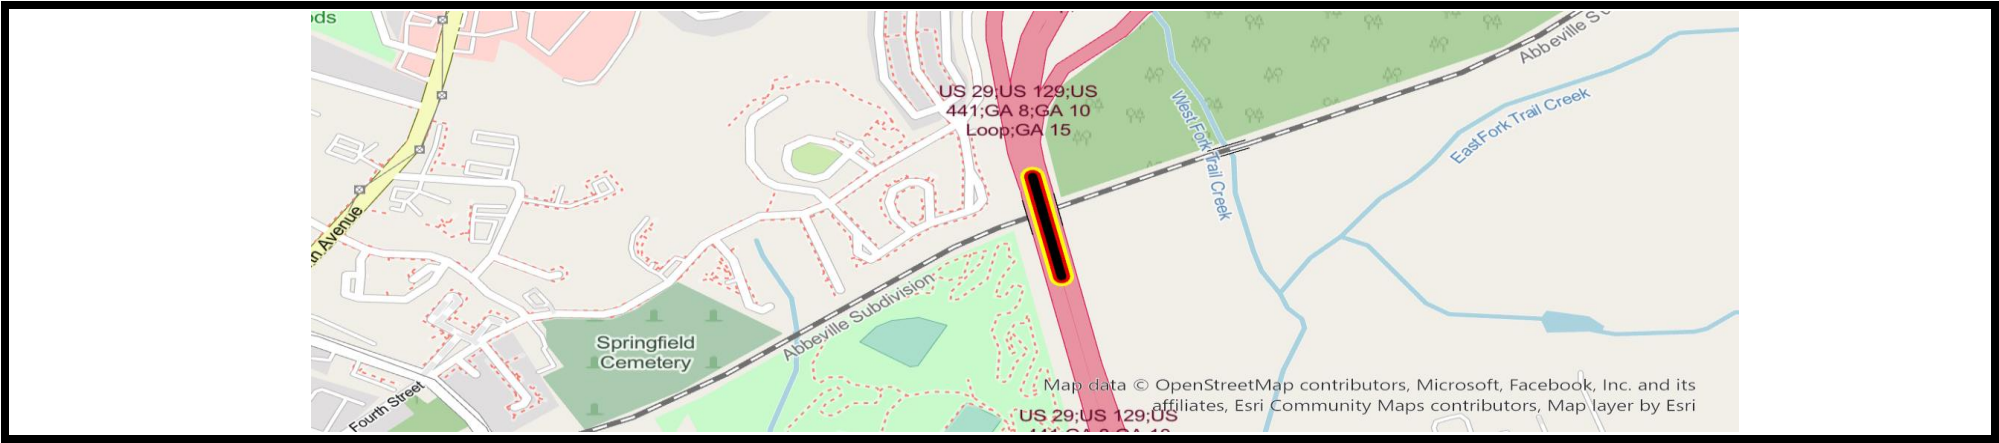 ods
Abbeville S
US 29;US 129;US
441;GA 8;GA 10
Loop;GA 15
West Fork Trail Creek
East Fork Trail Creek
n Avenue
Abbeville Subdivision
Springfield
Cemetery
Fourth Street
Map data © OpenStreetMap contributors, Microsoft, Facebook, Inc. and its
affiliates, Esri Community Maps contributors, Map layer by Esri
US 29;US 129;US